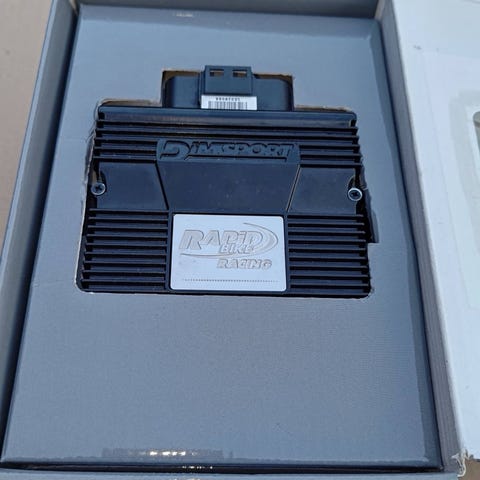 DIMSPORT
RAPiD
BIKE
RACING